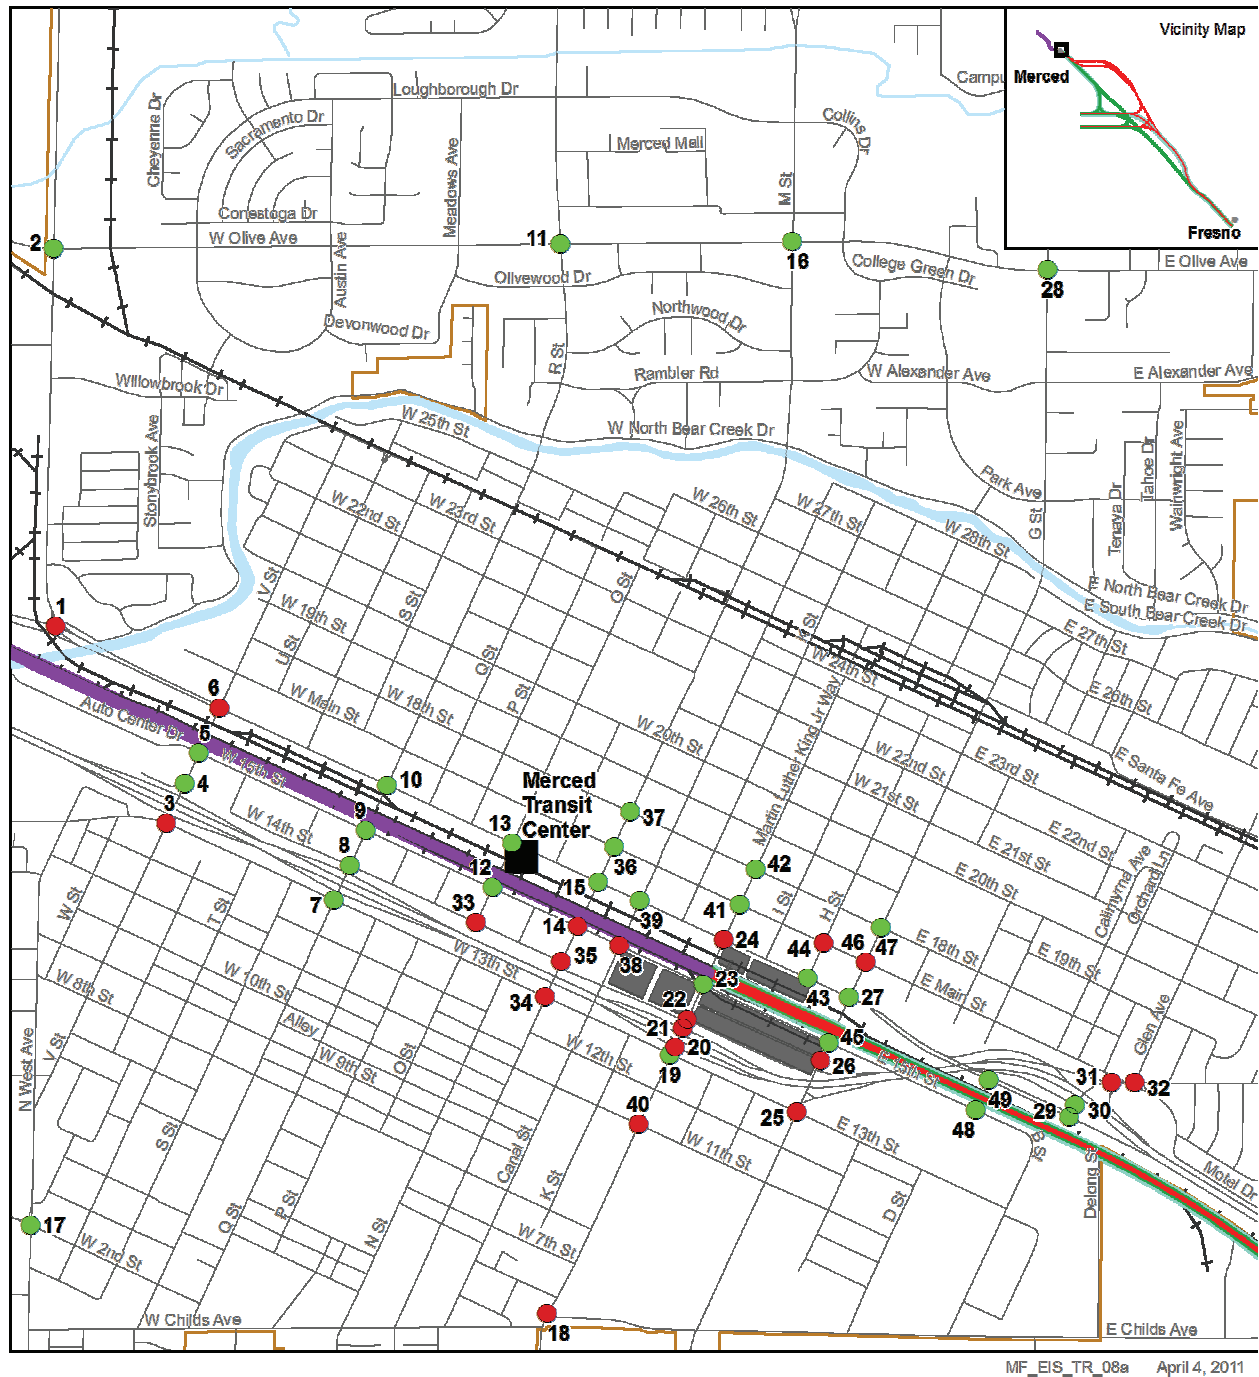 Vicinity Map
Merced
Fresno
Campu
Loughborough Dr
Cheyenne Dr
Sacramento Dr
Collins Dr
Merced Mall
Meadows Ave
M St
Conestoga Dr
W Olive Ave
2
11
16
28
Austin Ave
Olivewood Dr
College Green Dr
E Olive Ave
Devonwood Dr
Northwood Dr
R St
Willowbrook Dr
Rambler Rd
W Alexander Ave
E Alexander Ave
Stonybrook Ave
W 25th St
W North Bear Creek Dr
Park Ave
G St
Tenaya Dr
Tahoe Dr
Wainwright Ave
W 22nd St
W 23rd St
W 26th St
W 27th St
W 28th St
E North Bear Creek Dr
E South Bear Creek Dr
1
V St
W 19th St
S St
O St
K St
E 27th St
U St
W 24th St
6
W Main St
W 18th St
Q St
P St
E 26th St
Auto Center Dr
5
W 15th St
W 20th St
Martin Luther King Jr Way
W 22nd St
E 23rd St
E Santa Fe Ave
4
10
Merced
Transit
Center
W 21st St
3
W 14th St
9
8
13
37
36
42
E 21st St
E 22nd St
12
15
E 20th St
Calimyrna Ave
Orchard Ln
7
W St
T St
33
39
41
I St
H St
14
24
44
46
47
E 18th St
E 19th St
35
38
W 13th St
W 8th St
W 10th St
23
43
27
E Main St
34
22
Alley
21
20
45
Glen Ave
W 9th St
O St
W 12th St
19
26
E 15th St
V St
N West Ave
31
32
40
25
49
29
30
48
E 13th St
S St
Canal St
W 11th St
B St
K St
D St
Delong St
Motel Dr
17
Q St
P St
N St
W 2nd St
W 7th St
W Childs Ave
18
E Childs Ave
MF_EIS_TR_08a
April 4, 2011